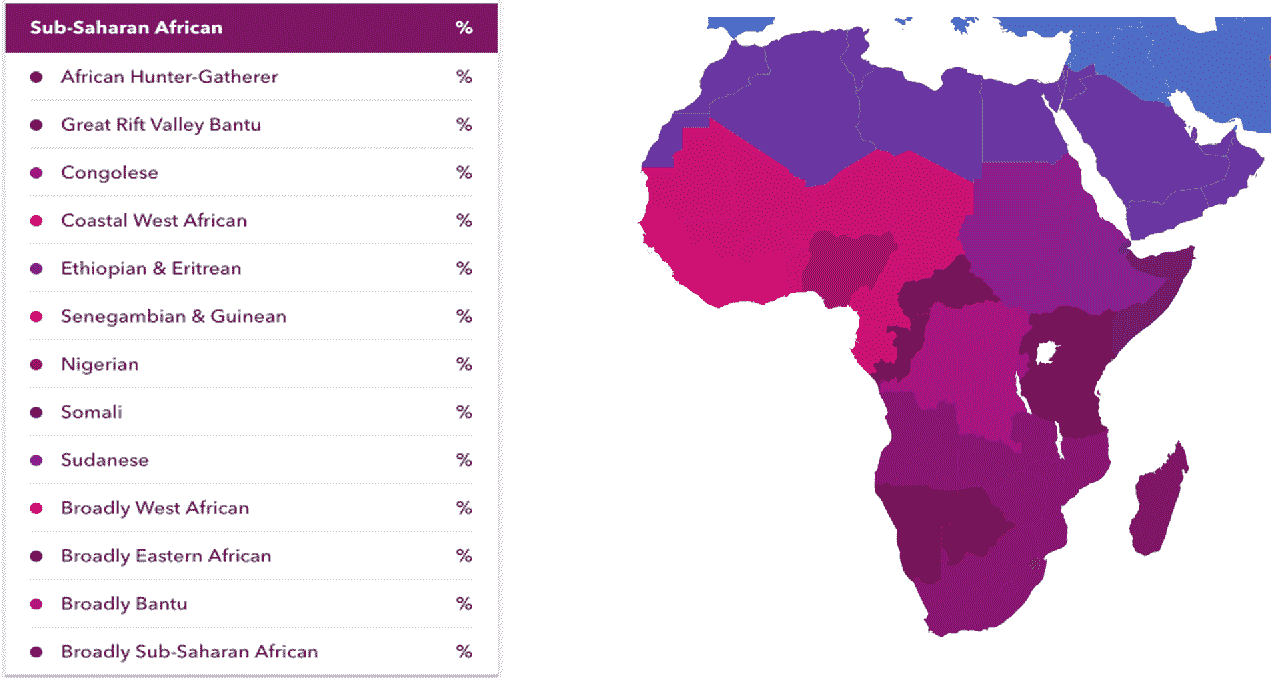 Sub-Saharan African %
African Hunter-Gatherer %
Great Rift Valley Bantu %
Congolese %
Coastal West African %
Ethiopian & Eritrean %
Senegambian & Guinean %
Nigerian %
Somali %
Sudanese %
Broadly West African %
Broadly Eastern African %
Broadly Bantu %
Broadly Sub-Saharan African %